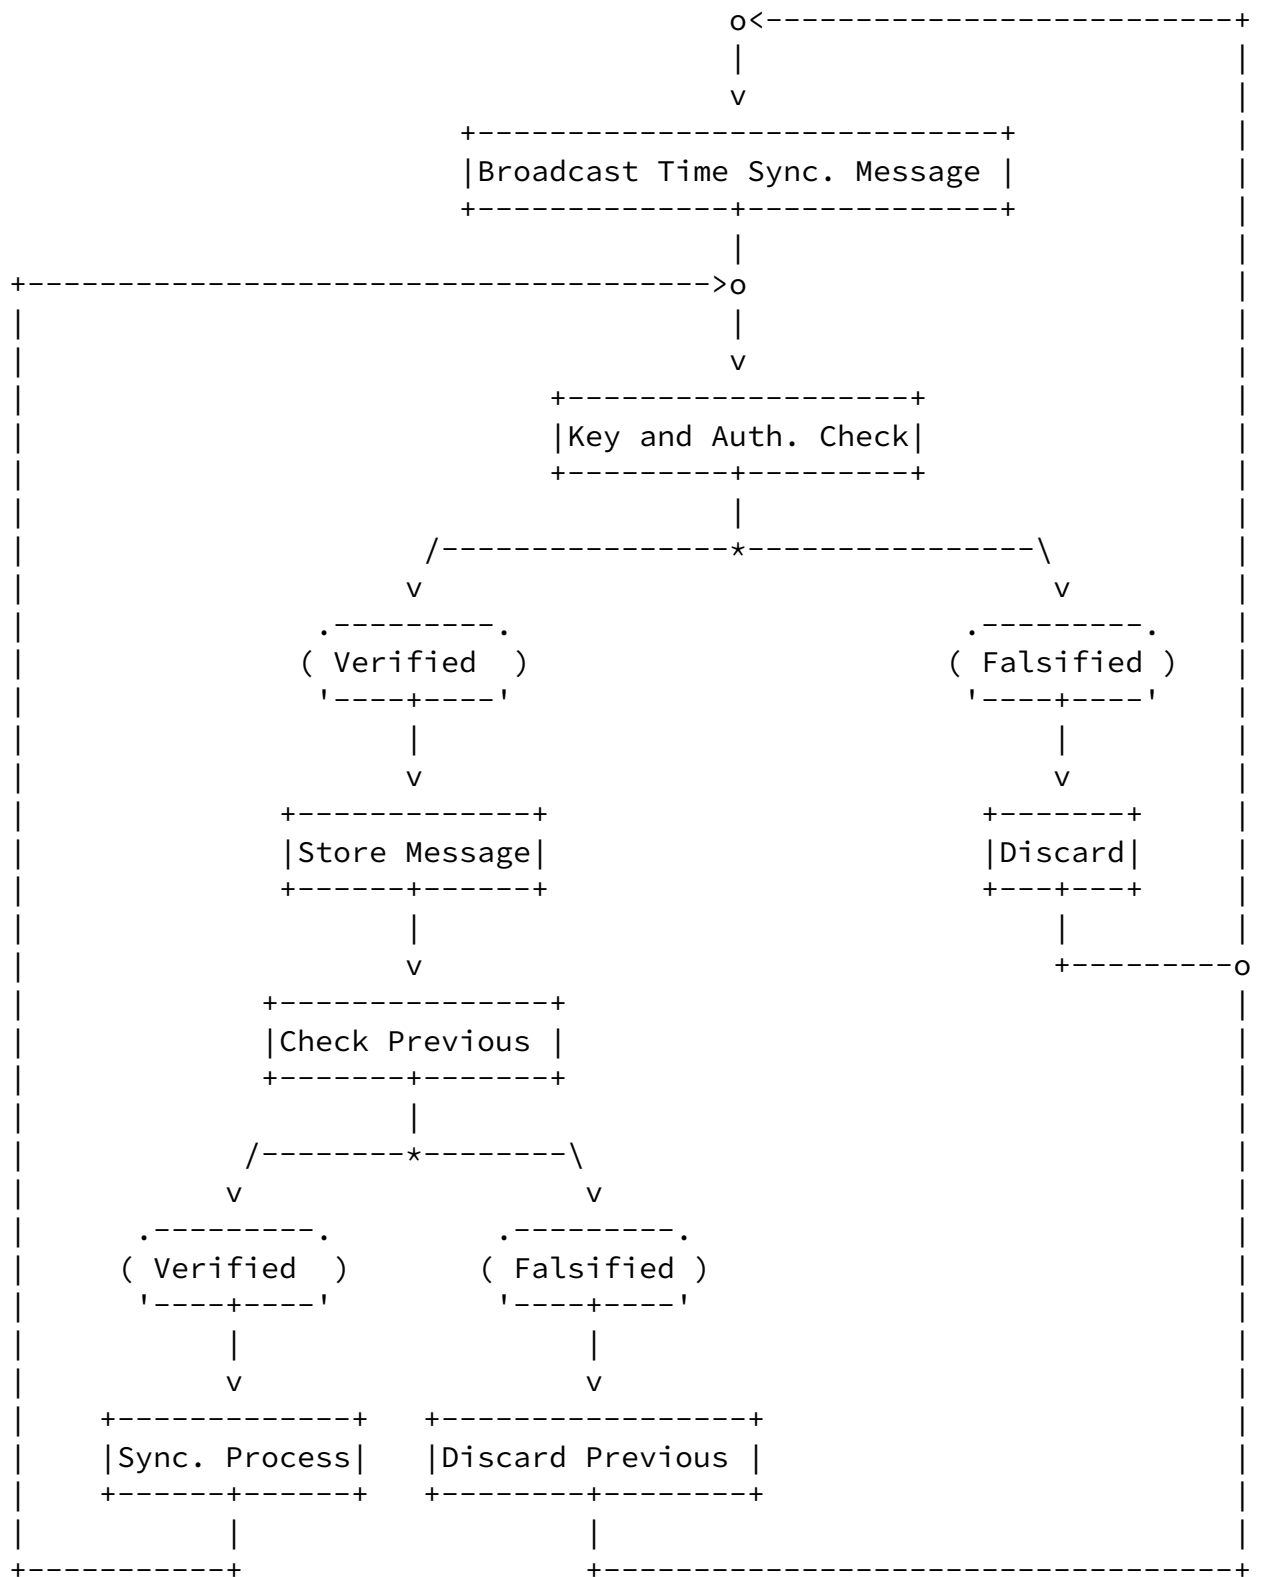 o<--------------------------+
|                           |
v                           |
+-----------------------------+
|Broadcast Time Sync. Message |
+--------------+--------------+
|
+-------------------------------------->o
|
v
+-------------------+
|Key and Auth. Check|
+---------+---------+
|
/----------------*----------------\
v                                   v
.---------.                         .---------.
( Verified  )                       ( Falsified )
'----+----'                         '----+----'
|                                   |
v                                   v
+-------------+                        +-------+
|Store Message|                        |Discard|
+------+------+                        +---+---+
|                                   |
v                                   +---------o
+---------------+
|Check Previous |
+-------+-------+
|
/--------*--------\
v                   v
.---------.         .---------.
( Verified  )       ( Falsified )
'----+----'         '----+----'
|                   |
v                   v
+-------------+   +-----------------+
|Sync. Process|   |Discard Previous |
+------+------+   +--------+--------+
|                   |
+-----------+                   +-----------------------------------+